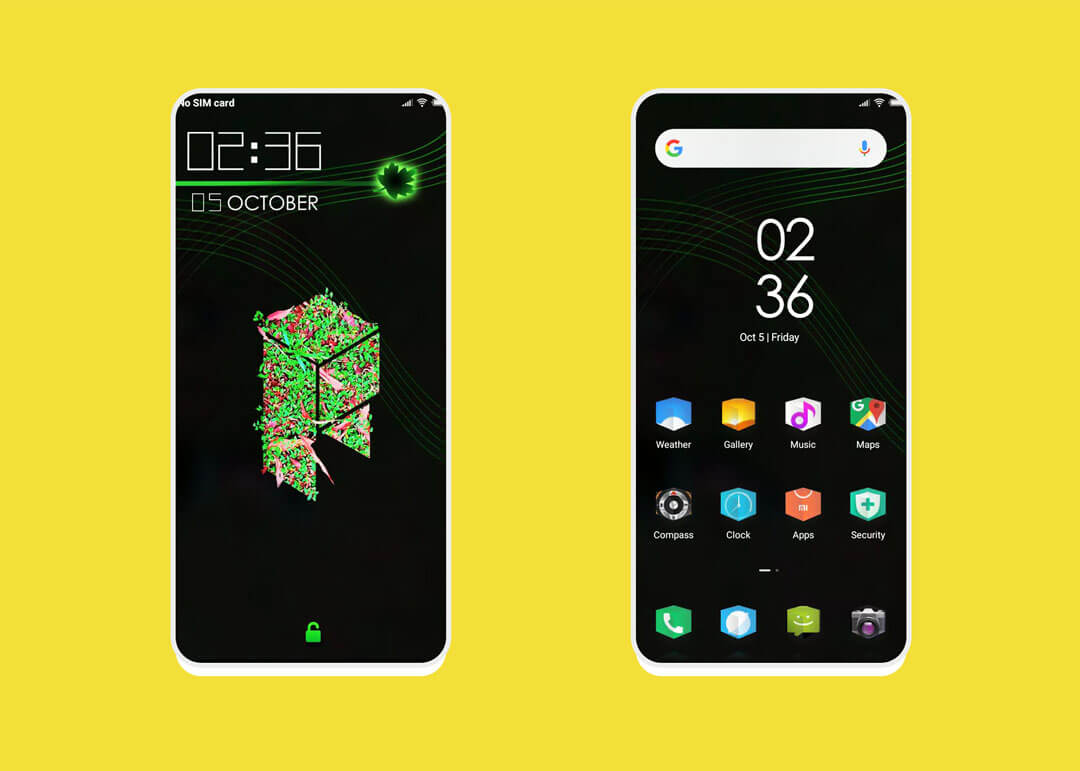 No SIM card
02:36
05 OCTOBER
G
02
36
Oct 5 | Friday
G
Weather
Gallery
Music
Maps
Compass
Clock
mi
Apps
Security